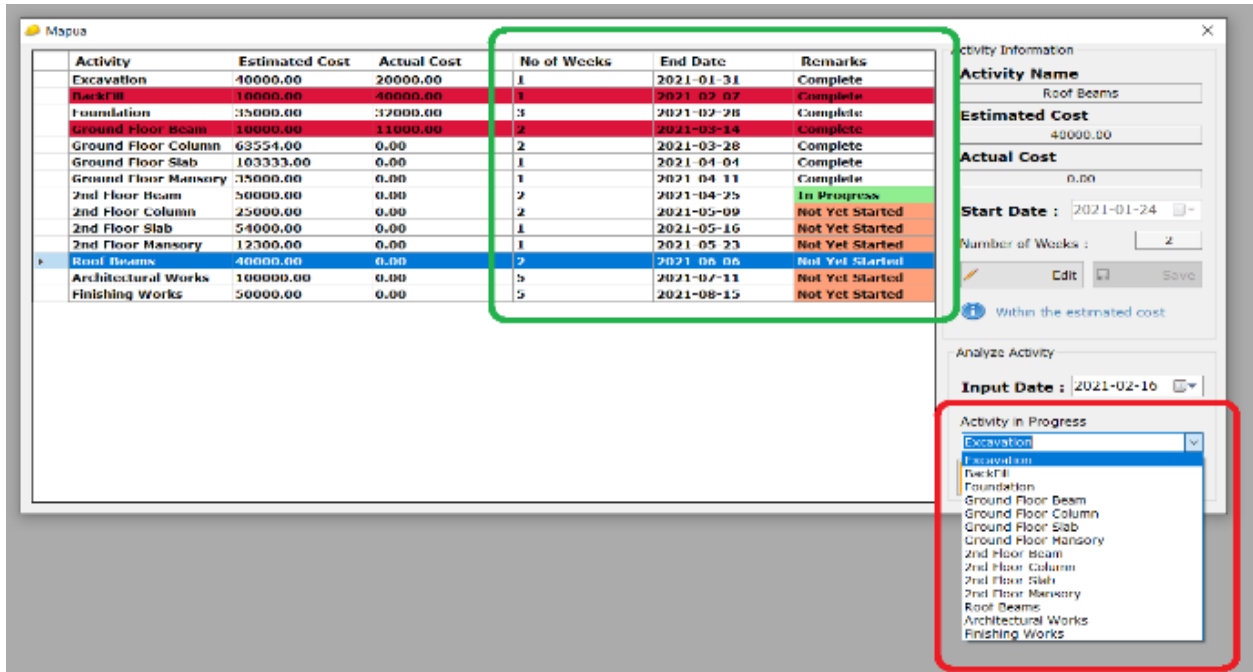 Mapua
Activity Estimated Cost Actual Cost No of Weeks End Date Remarks
Excavation 40000.00 20000.00 1 2021-01-31 Complete
BackFill 10000.00 40000.00 1 2021-02-07 Complete
Foundation 35000.00 32000.00 3 2021-02-28 Complete
Ground Floor Beam 10000.00 11000.00 2 2021-03-14 Complete
Ground Floor Column 63554.00 0.00 2 2021-03-28 Complete
Ground Floor Slab 103333.00 0.00 1 2021-04-04 Complete
Ground Floor Mansory 35000.00 0.00 1 2021-04-11 Complete
2nd Floor Beam 50000.00 0.00 2 2021-04-25 In Progress
2nd Floor Column 25000.00 0.00 2 2021-05-09 Not Yet Started
2nd Floor Slab 54000.00 0.00 1 2021-05-16 Not Yet Started
2nd Floor Mansory 12300.00 0.00 1 2021-05-23 Not Yet Started
Roof Beams 40000.00 0.00 2 2021-06-06 Not Yet Started
Architectural Works 100000.00 0.00 5 2021-07-11 Not Yet Started
Finishing Works 50000.00 0.00 5 2021-08-15 Not Yet Started
Activity Information
Activity Name
Roof Beams
Estimated Cost
40000.00
Actual Cost
0.00
Start Date : 2021-01-24
Number of Weeks : 2
Edit Save
Within the estimated cost
Analyze Activity
Input Date : 2021-02-16
Activity in Progress
Excavation
Excavation
BackFill
Foundation
Ground Floor Beam
Ground Floor Column
Ground Floor Slab
Ground Floor Mansory
2nd Floor Beam
2nd Floor Column
2nd Floor Slab
2nd Floor Mansory
Roof Beams
Architectural Works
Finishing Works